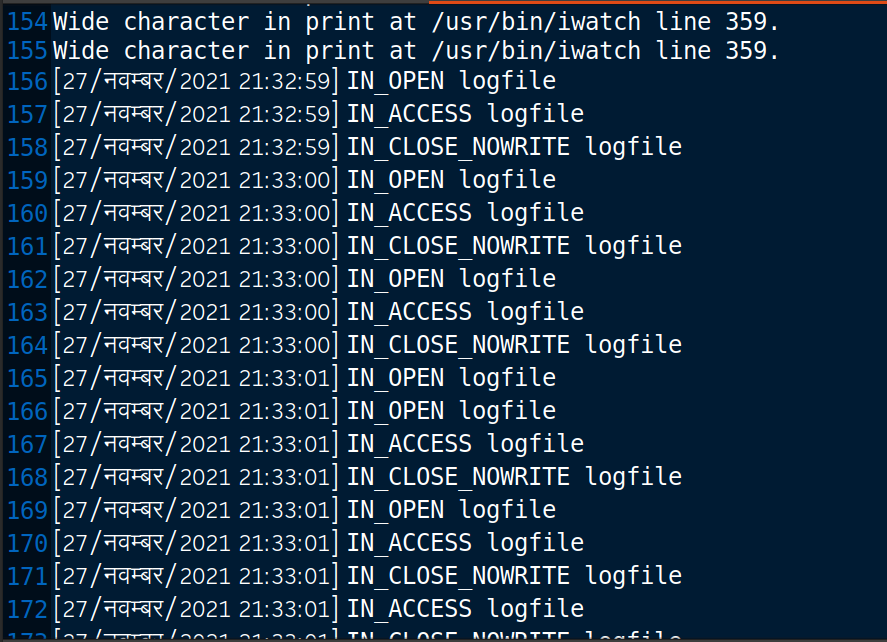 154 Wide character in print at /usr/bin/iwatch line 359.
155 Wide character in print at /usr/bin/iwatch line 359.
156 [27/नवम्बर/2021 21:32:59] IN_OPEN logfile
157 [27/नवम्बर/2021 21:32:59] IN_ACCESS logfile
158 [27/नवम्बर/2021 21:32:59] IN_CLOSE_NOWRITE logfile
159 [27/नवम्बर/2021 21:33:00] IN_OPEN logfile
160 [27/नवम्बर/2021 21:33:00] IN_ACCESS logfile
161 [27/नवम्बर/2021 21:33:00] IN_CLOSE_NOWRITE logfile
162 [27/नवम्बर/2021 21:33:00] IN_OPEN logfile
163 [27/नवम्बर/2021 21:33:00] IN_ACCESS logfile
164 [27/नवम्बर/2021 21:33:00] IN_CLOSE_NOWRITE logfile
165 [27/नवम्बर/2021 21:33:01] IN_OPEN logfile
166 [27/नवम्बर/2021 21:33:01] IN_OPEN logfile
167 [27/नवम्बर/2021 21:33:01] IN_ACCESS logfile
168 [27/नवम्बर/2021 21:33:01] IN_CLOSE_NOWRITE logfile
169 [27/नवम्बर/2021 21:33:01] IN_OPEN logfile
170 [27/नवम्बर/2021 21:33:01] IN_ACCESS logfile
171 [27/नवम्बर/2021 21:33:01] IN_CLOSE_NOWRITE logfile
172 [27/नवम्बर/2021 21:33:01] IN_ACCESS logfile
173 [27/नवम्बर/2021 21:33:01] IN_CLOSE_NOWRITE logfile